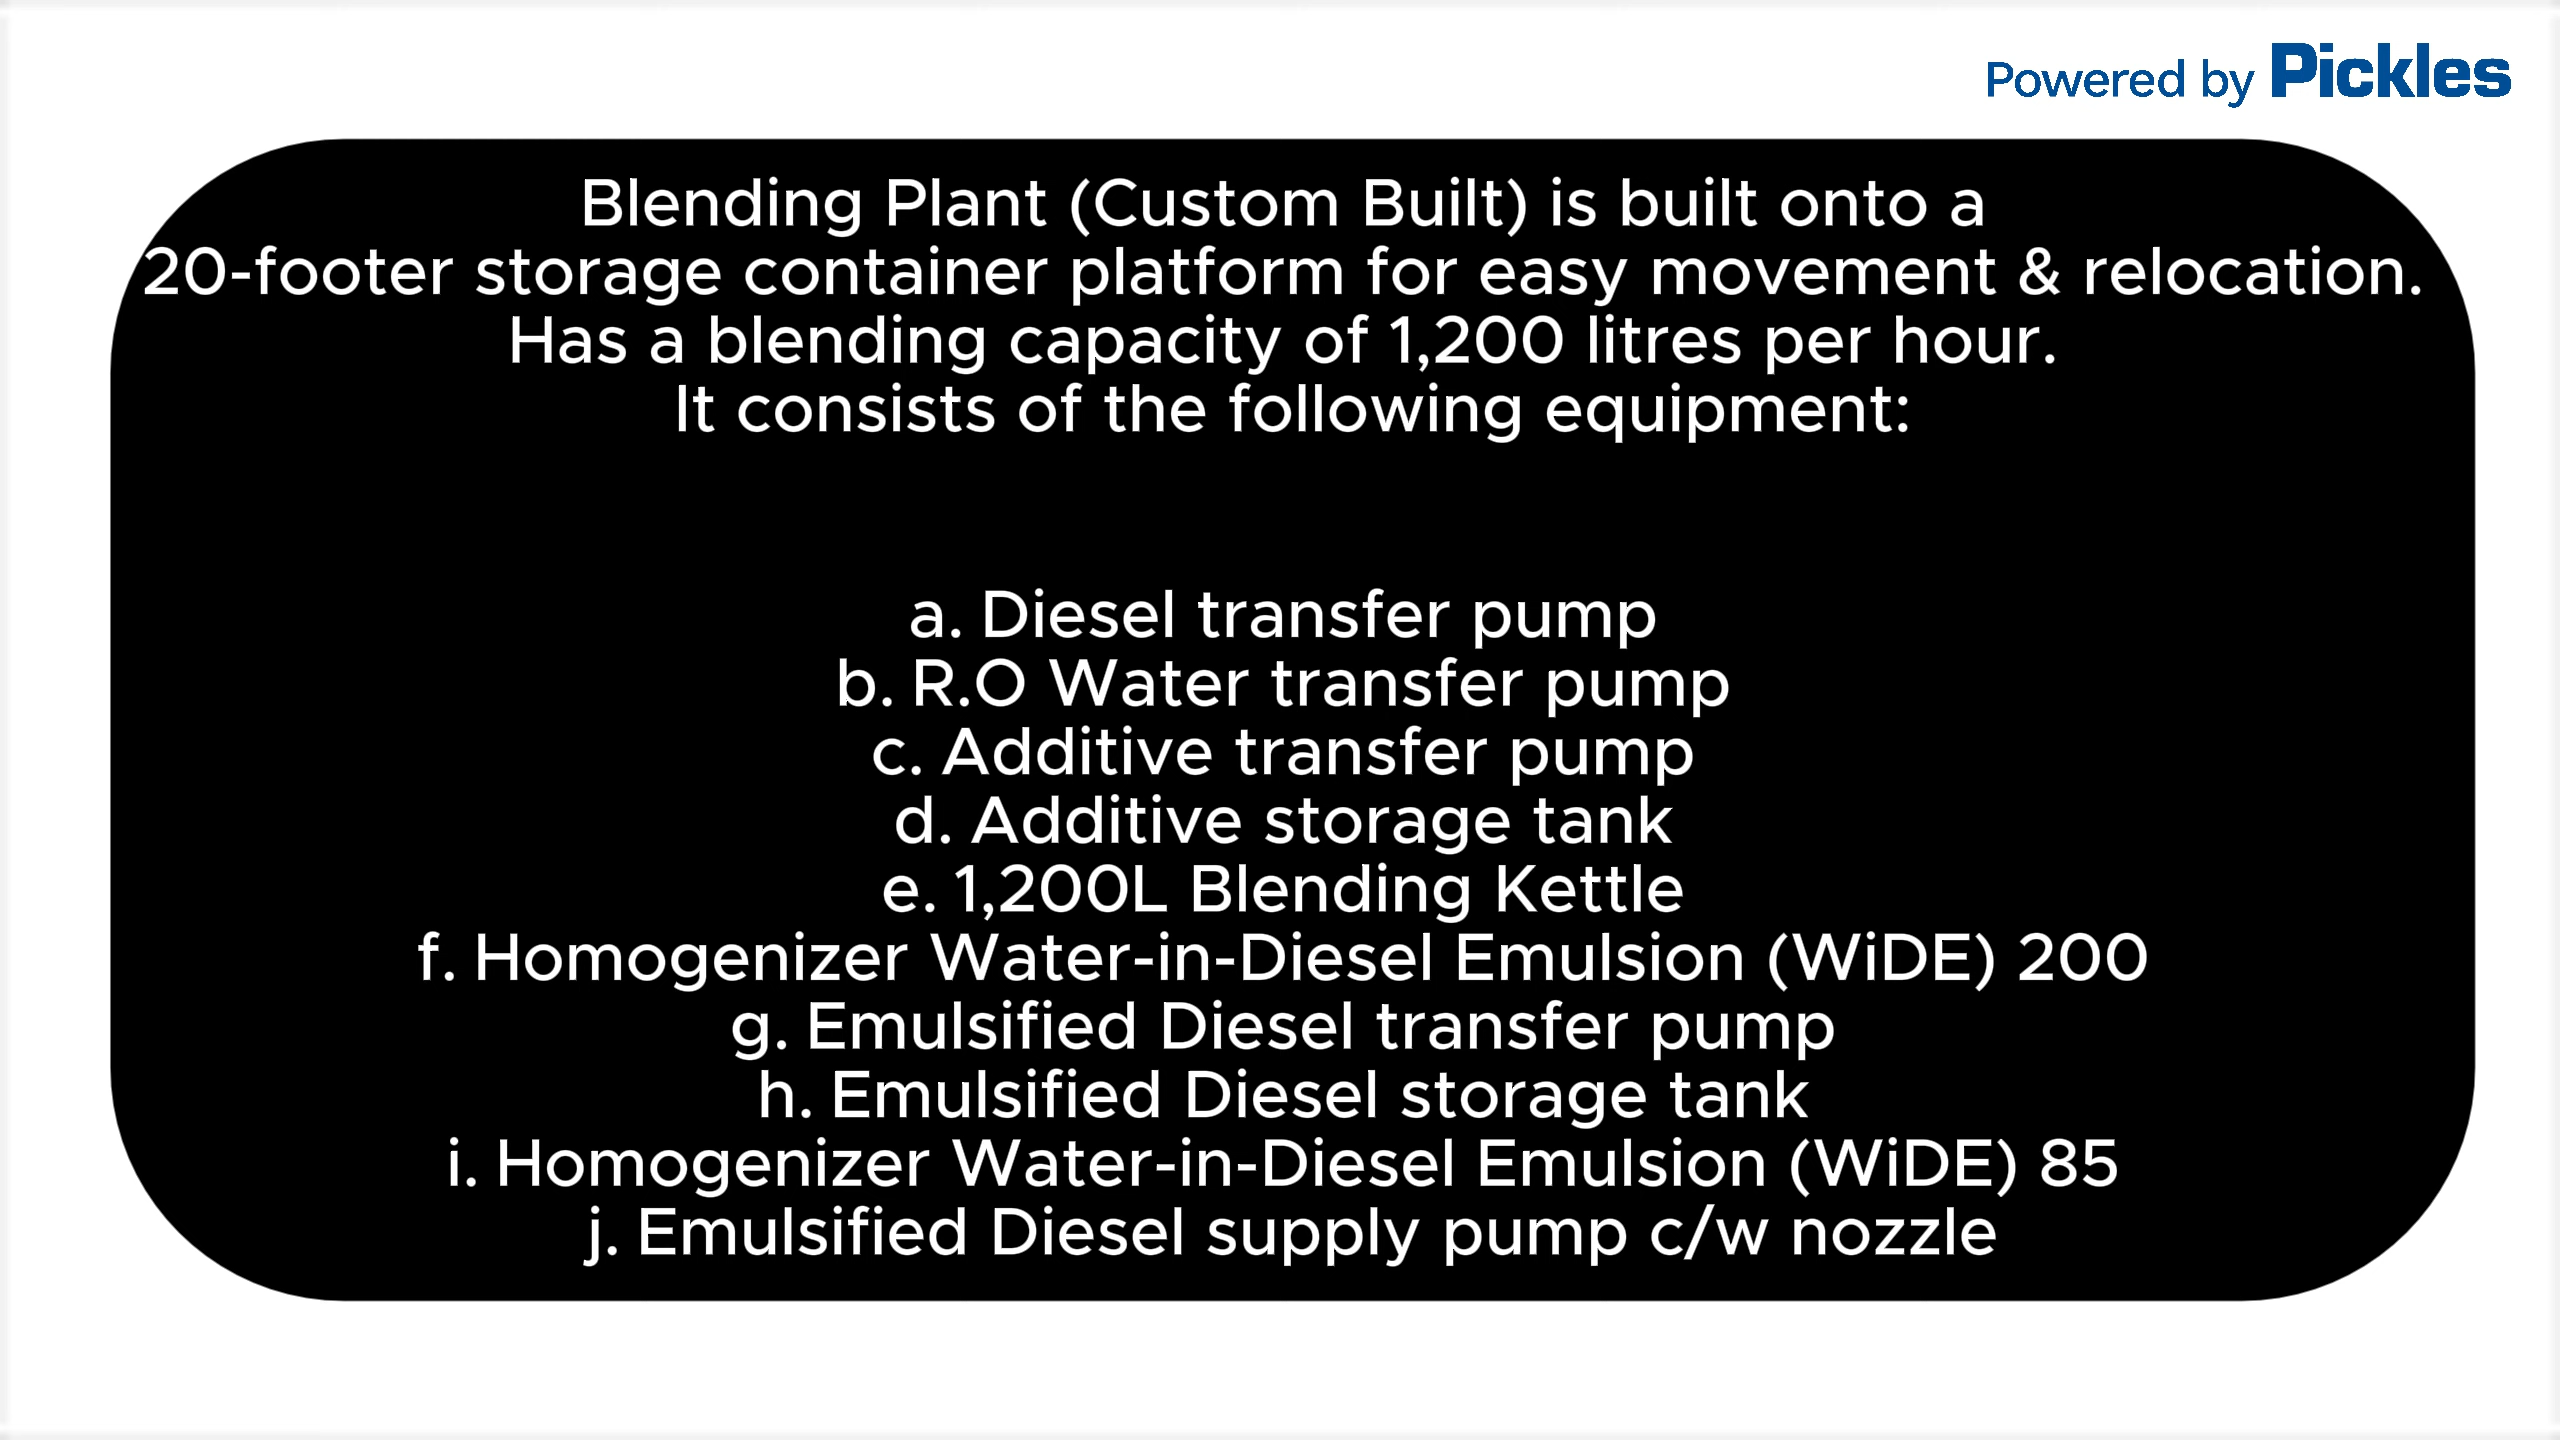 Powered by Pickles
Blending Plant (Custom Built) is built onto a
20-footer storage container platform for easy movement & relocation.
Has a blending capacity of 1,200 litres per hour.
It consists of the following equipment:
a. Diesel transfer pump
b. R.O Water transfer pump
c. Additive transfer pump
d. Additive storage tank
e. 1,200L Blending Kettle
f. Homogenizer Water-in-Diesel Emulsion (WiDE) 200
g. Emulsified Diesel transfer pump
h. Emulsified Diesel storage tank
i. Homogenizer Water-in-Diesel Emulsion (WiDE) 85
j. Emulsified Diesel supply pump c/w nozzle